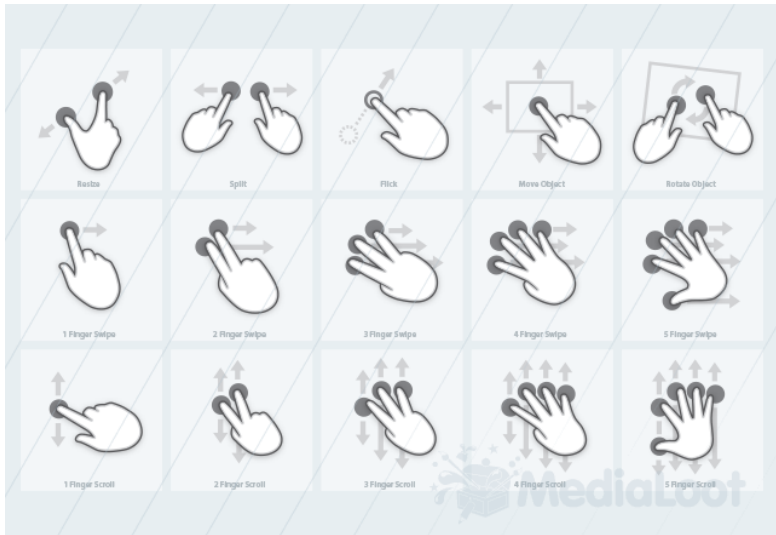 Resize
Split
Flick
Move Object
Rotate Object
1 Finger Swipe
2 Finger Swipe
3 Finger Swipe
4 Finger Swipe
5 Finger Swipe
1 Finger Scroll
2 Finger Scroll
3 Finger Scroll
4 Finger Scroll
5 Finger Scroll
MediaLoot